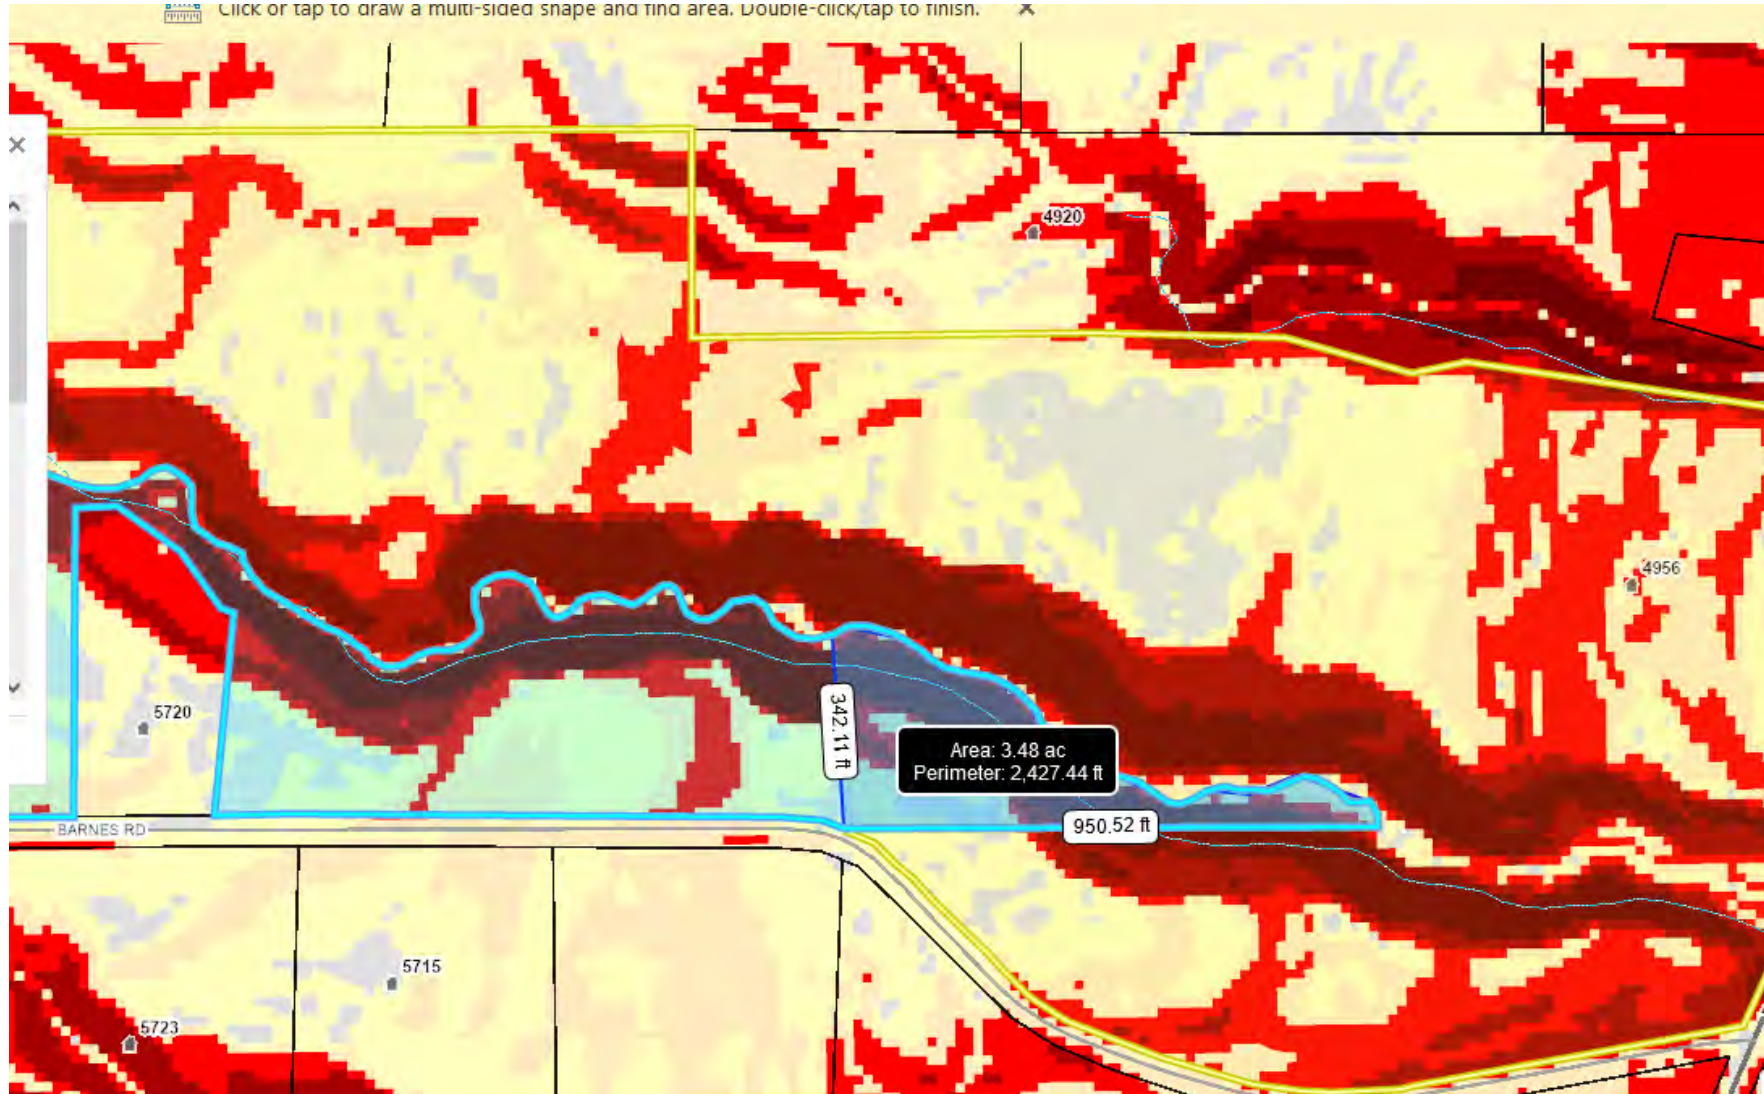 Click or tap to draw a multi-sided shape and find area. Double-click/tap to finish.
4920
4956
5720
342.11 ft
Area: 3.48 ac
Perimeter: 2,427.44 ft
950.52 ft
BARNES RD
5715
5723